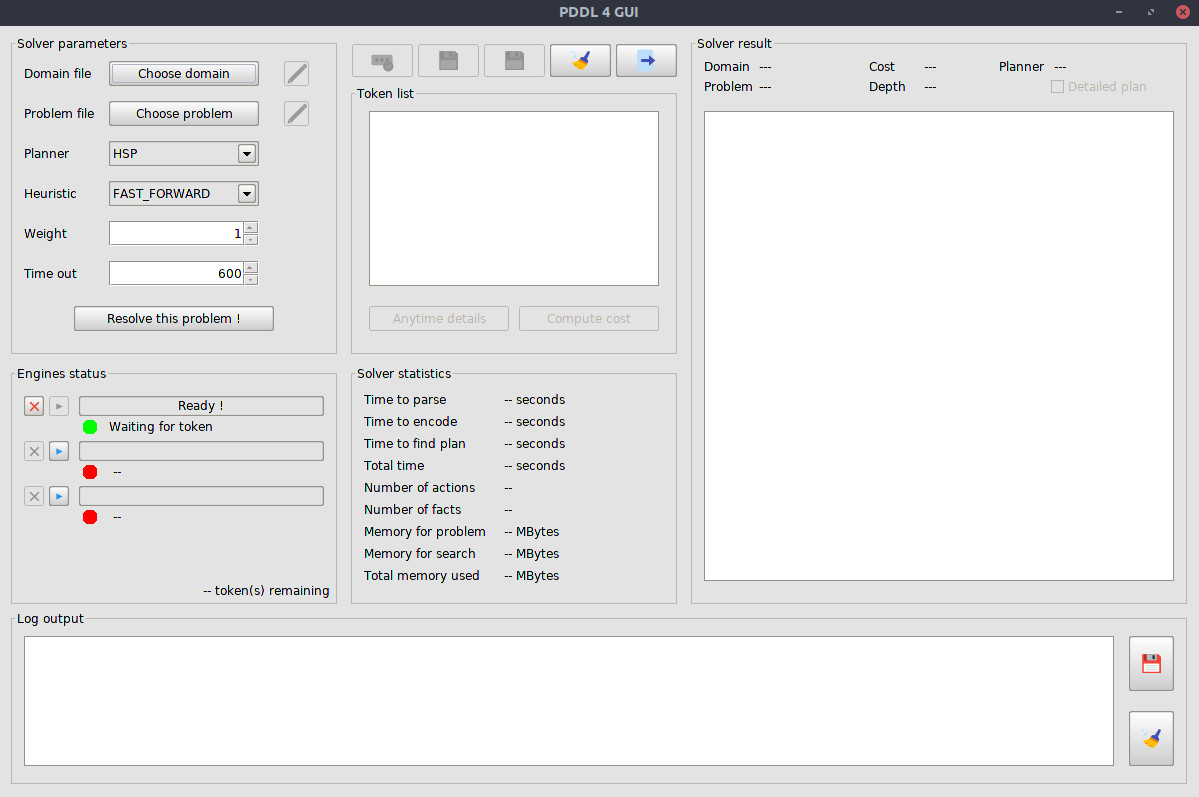 PDDL 4 GUI
Solver parameters
Domain file Choose domain
Problem file Choose problem
Planner HSP
Heuristic FAST_FORWARD
Weight 1
Time out 600
Resolve this problem !
Token list
Anytime details Compute cost
Solver result
Domain --- Cost --- Planner ---
Problem --- Depth --- Detailed plan
Engines status
Ready !
Waiting for token
--
--
-- token(s) remaining
Solver statistics
Time to parse -- seconds
Time to encode -- seconds
Time to find plan -- seconds
Total time -- seconds
Number of actions --
Number of facts --
Memory for problem -- MBytes
Memory for search -- MBytes
Total memory used -- MBytes
Log output